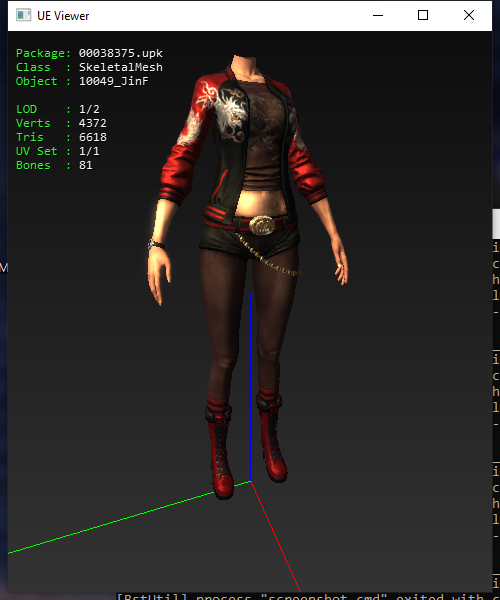 UE Viewer
Package: 00038375.upk
Class : SkeletalMesh
Object : 10049_JinF
LOD : 1/2
Verts : 4372
Tris : 6618
UV Set : 1/1
Bones : 81
M
i
c
h
l
-
i
c
h
l
-
i
c
h
l
-
i
[BstUtil] process "screenshot.cmd" exited with c